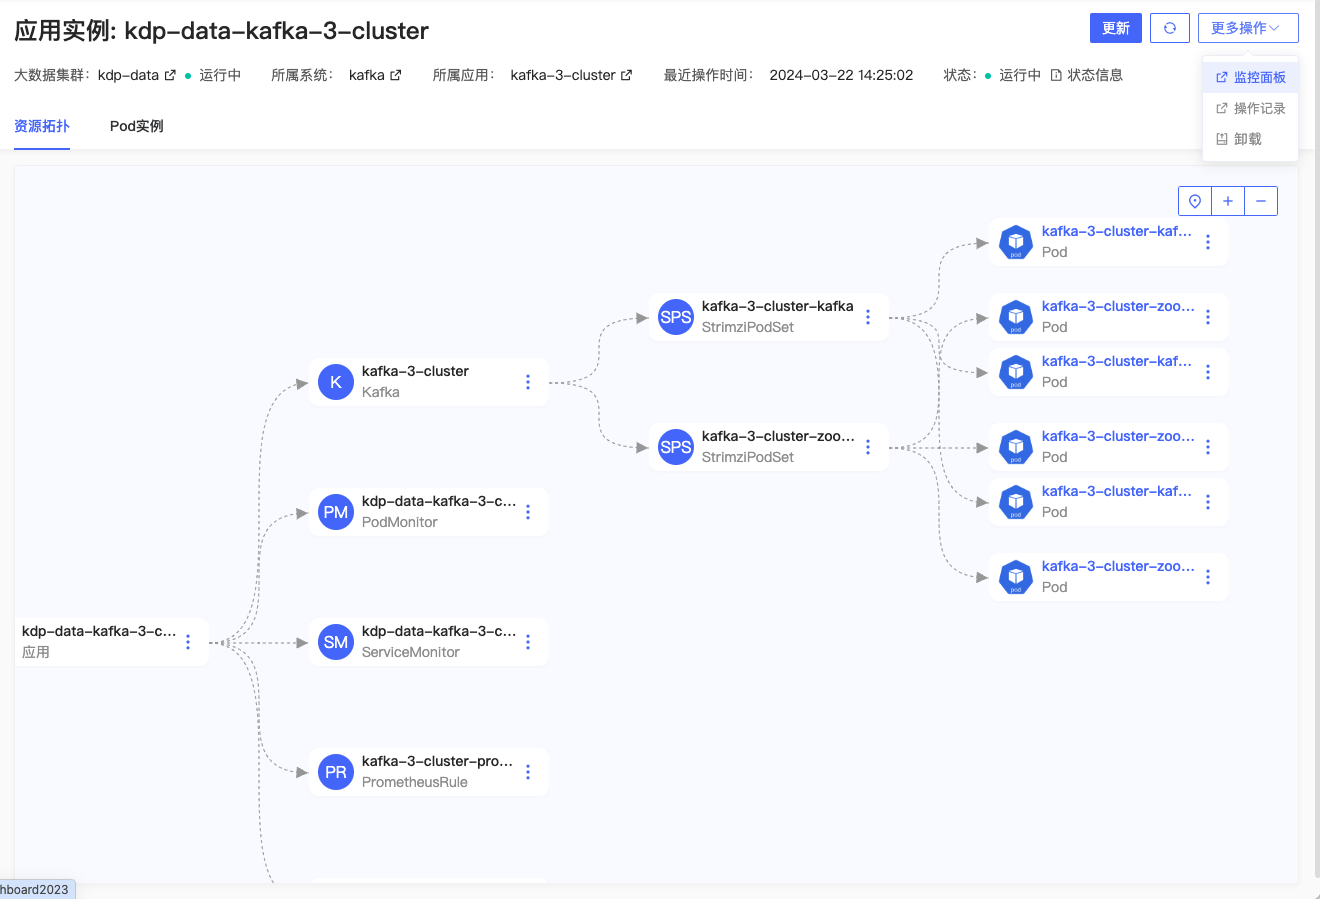 应用实例: kdp-data-kafka-3-cluster
更新
更多操作
大数据集群: kdp-data 运行中 所属系统: kafka 所属应用: kafka-3-cluster 最近操作时间: 2024-03-22 14:25:02 状态: 运行中 状态信息
监控面板
操作记录
卸载
资源拓扑 Pod实例
kafka-3-cluster-kaf...
pod
Pod
SPS
kafka-3-cluster-kafka
StrimziPodSet
kafka-3-cluster-zoo...
pod
Pod
K
kafka-3-cluster
Kafka
kafka-3-cluster-kaf...
pod
Pod
SPS
kafka-3-cluster-zoo...
StrimziPodSet
kafka-3-cluster-zoo...
pod
Pod
PM
kdp-data-kafka-3-c...
PodMonitor
kafka-3-cluster-kaf...
pod
Pod
kafka-3-cluster-zoo...
pod
Pod
kdp-data-kafka-3-c...
应用
SM
kdp-data-kafka-3-c...
ServiceMonitor
PR
kafka-3-cluster-pro...
PrometheusRule
hboard2023